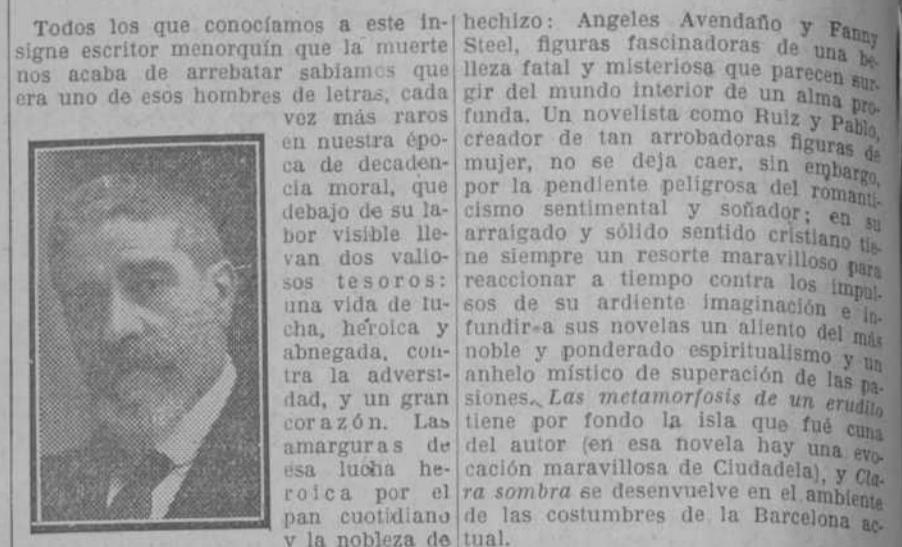 Todos los que conocíamos a este in-
signe escritor menorquín que la muerte
nos acaba de arrebatar sabíamos que
era uno de esos hombres de letras, cada
vez más raros
en nuestra épo-
ca de decaden-
cia moral, que
debajo de su la-
bor visible lle-
van dos valio-
sos tesoros:
una vida de lu-
cha, heroica y
abnegada, con-
tra la adversi-
dad, y un gran
corazón. Las
amarguras de
esa lucha he-
roica por el
pan cuotidiano
y la nobleza de
hechizo: Angeles Avendaño y Fanny
Steel, figuras fascinadoras de una be-
lleza fatal y misteriosa que parecen sur-
gir del mundo interior de un alma pro-
funda. Un novelista como Ruiz y Pablo,
creador de tan arrobadoras figuras de
mujer, no se deja caer, sin embargo,
por la pendiente peligrosa del romanti-
cismo sentimental y soñador; en su
arraigado y sólido sentido cristiano tie-
ne siempre un resorte maravilloso para
reaccionar a tiempo contra los impul-
sos de su ardiente imaginación e in-
fundir a sus novelas un aliento del más
noble y ponderado espiritualismo y un
anhelo místico de superación de las pa-
siones. Las metamorfosis de un erudito
tiene por fondo la isla que fué cuna
del autor (en esa novela hay una evo-
cación maravillosa de Ciudadela), y Cla-
ra sombra se desenvuelve en el ambiente
de las costumbres de la Barcelona ac-
tual.